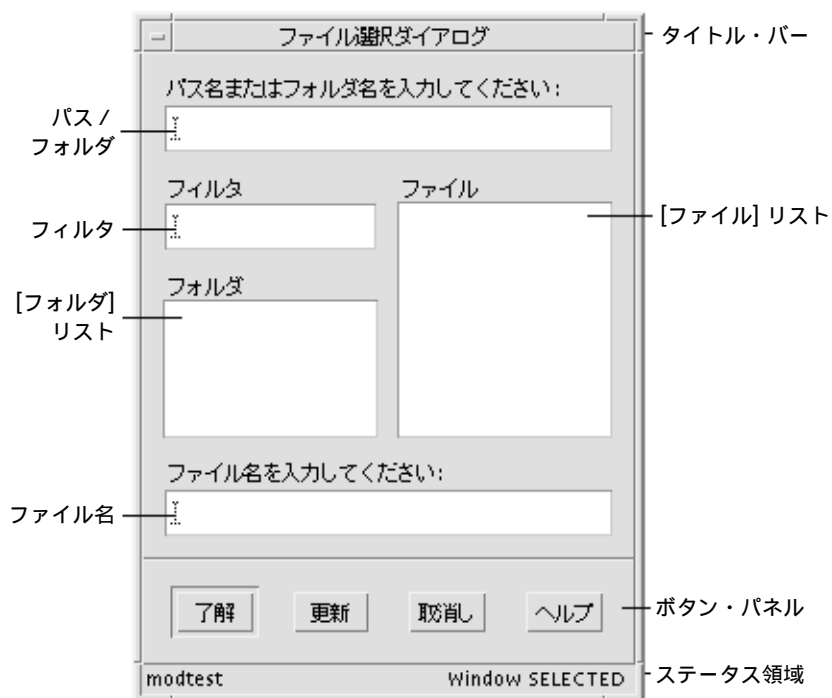 ファイル選択ダイアログ
タイトル・バー
パス名またはフォルダ名を入力してください:
パス /
フォルダ
フィルタ
ファイル
フィルタ
[ファイル] リスト
フォルダ
[フォルダ]
リスト
ファイル名を入力してください:
ファイル名
了解
更新
取消し
ヘルプ
ボタン・パネル
modtest
Window SELECTED
ステータス領域